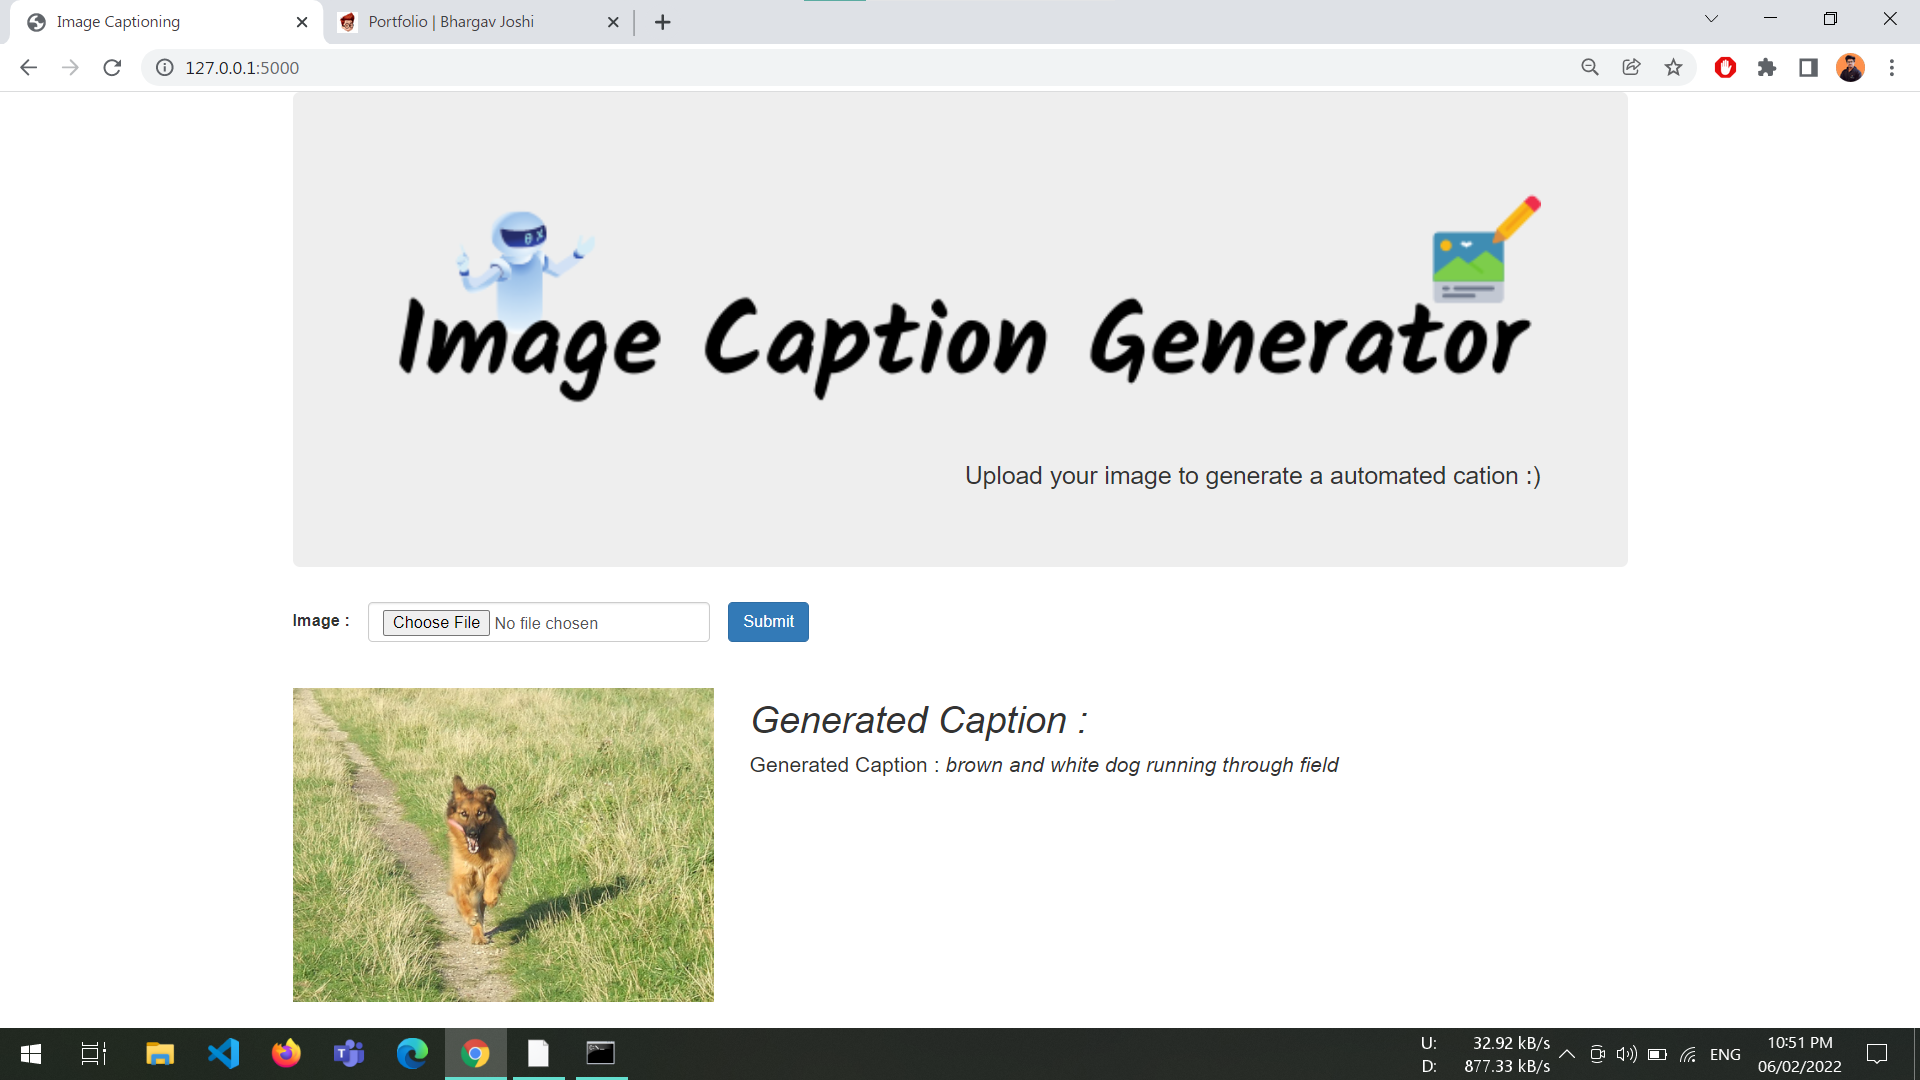 Image Captioning
Portfolio | Bhargav Joshi
127.0.0.1:5000
Image Caption Generator
Upload your image to generate a automated cation :)
Image :
Choose File No file chosen
Submit
Generated Caption :
Generated Caption : brown and white dog running through field
U: 32.92 kB/s
D: 877.33 kB/s
ENG
10:51 PM
06/02/2022